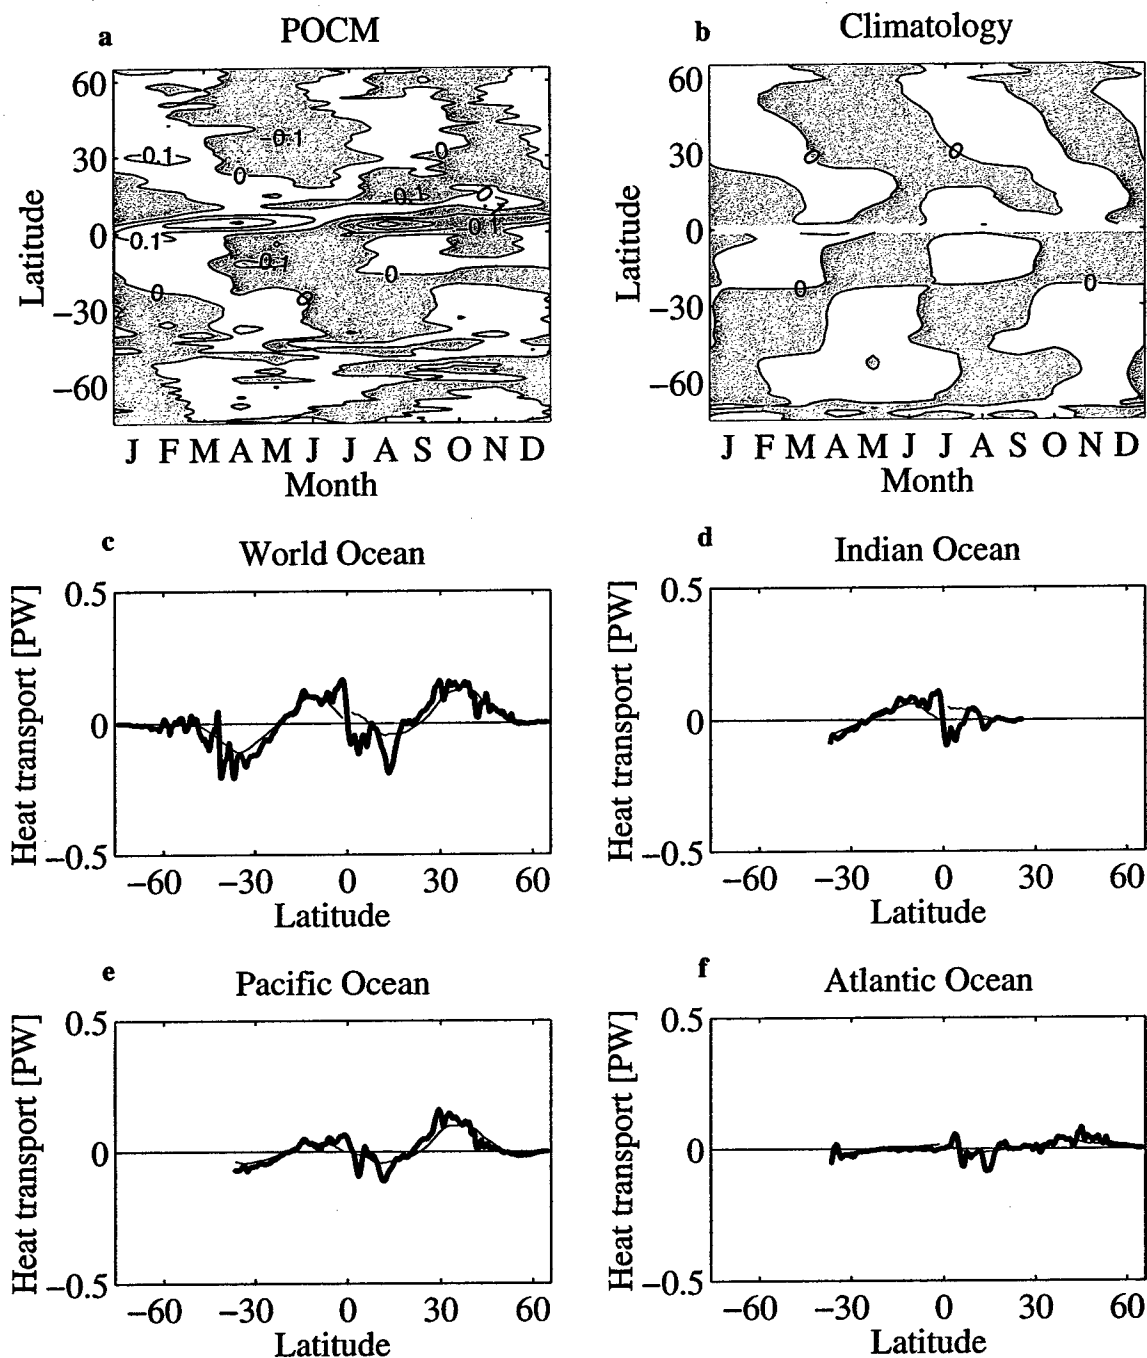 a POCM
60
30
0
−30
−60
Latitude
−0.1
−0.1
0
0
−0.1
0
−0.1
−0.1
−0.1
0
0
0
J F M A M J J A S O N D
Month
b Climatology
60
30
0
−30
−60
Latitude
0
0
0
0
J F M A M J J A S O N D
Month
c World Ocean
0.5
0
−0.5
Heat transport [PW]
−60 −30 0 30 60
Latitude
d Indian Ocean
0.5
0
−0.5
Heat transport [PW]
−60 −30 0 30 60
Latitude
e Pacific Ocean
0.5
0
−0.5
Heat transport [PW]
−60 −30 0 30 60
Latitude
f Atlantic Ocean
0.5
0
−0.5
Heat transport [PW]
−60 −30 0 30 60
Latitude